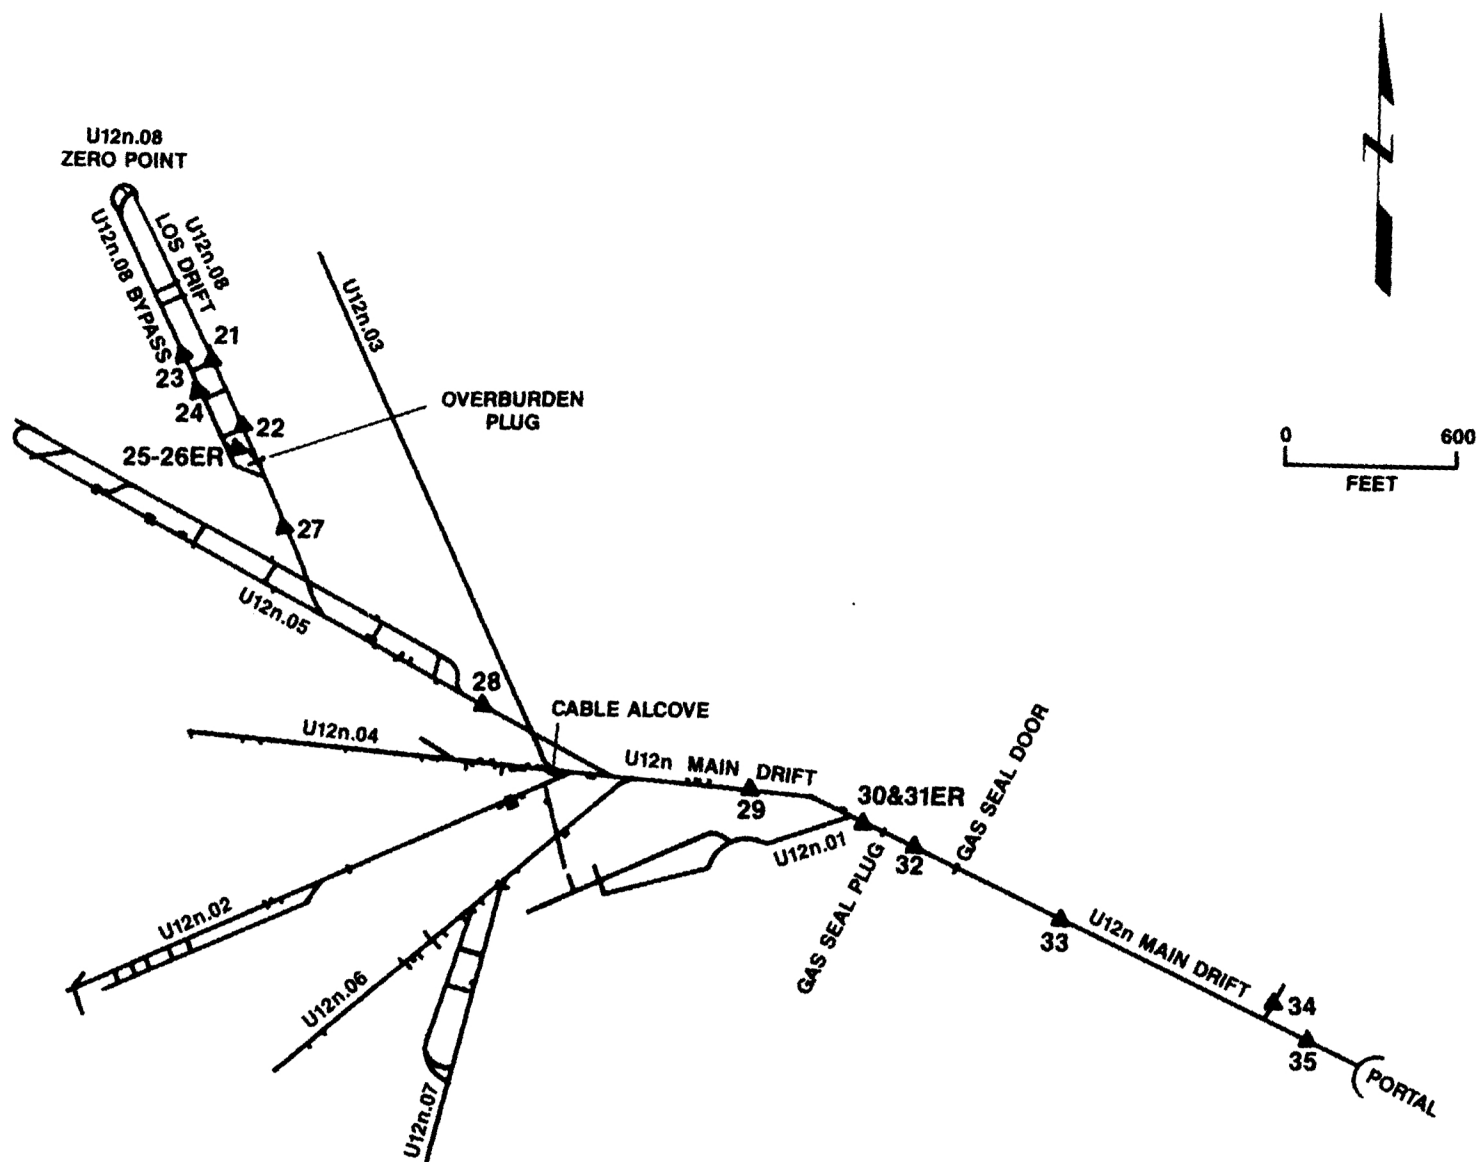 U12n.08
ZERO POINT
U12n.08
LOS DRIFT
U12n.08 BYPASS
N
U12n.03
21
23
24
22
25-26ER
OVERBURDEN
PLUG
0 600
FEET
27
U12n.05
28
CABLE ALCOVE
U12n.04
U12n MAIN DRIFT
29
30&31ER
GAS SEAL DOOR
U12n.01
GAS SEAL PLUG
32
U12n.02
33
U12n MAIN DRIFT
U12n.06
34
35
PORTAL
U12n.07